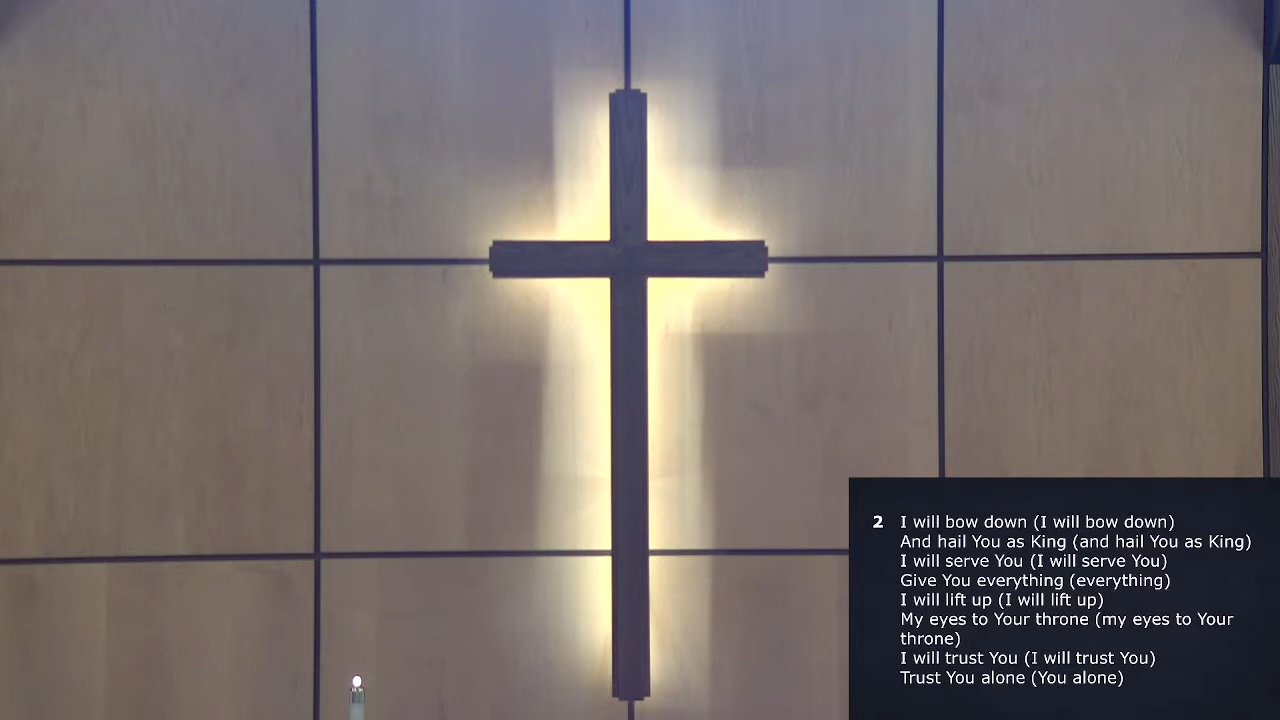 2 I will bow down (I will bow down)
And hail You as King (and hail You as King)
I will serve You (I will serve You)
Give You everything (everything)
I will lift up (I will lift up)
My eyes to Your throne (my eyes to Your
throne)
I will trust You (I will trust You)
Trust You alone (You alone)